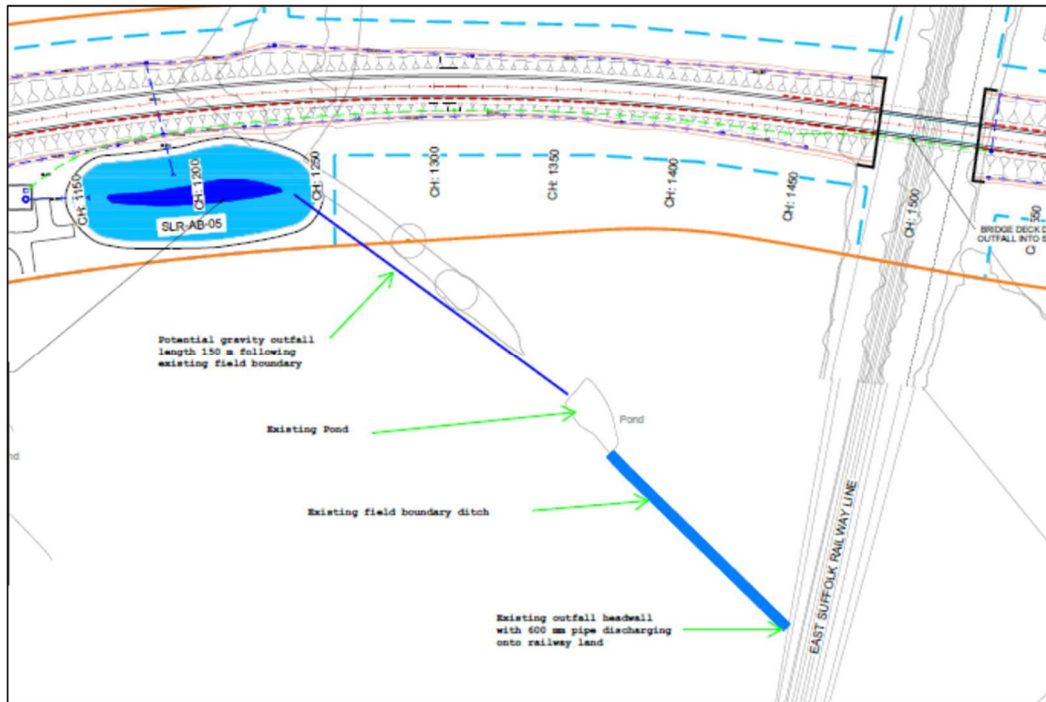 CH: 1150
CH: 1200
CH: 1250
CH: 1300
CH: 1350
CH: 1400
CH: 1450
CH: 1500
550
SLR-AB-05
BRIDGE DECK D
OUTFALL INTO S
C
Potential gravity outfall
length 150 m following
existing field boundary
Existing Pond
Pond
nd
Existing field boundary ditch
Existing outfall headwall
with 600 mm pipe discharging
onto railway land
EAST SUFFOLK RAILWAY LINE